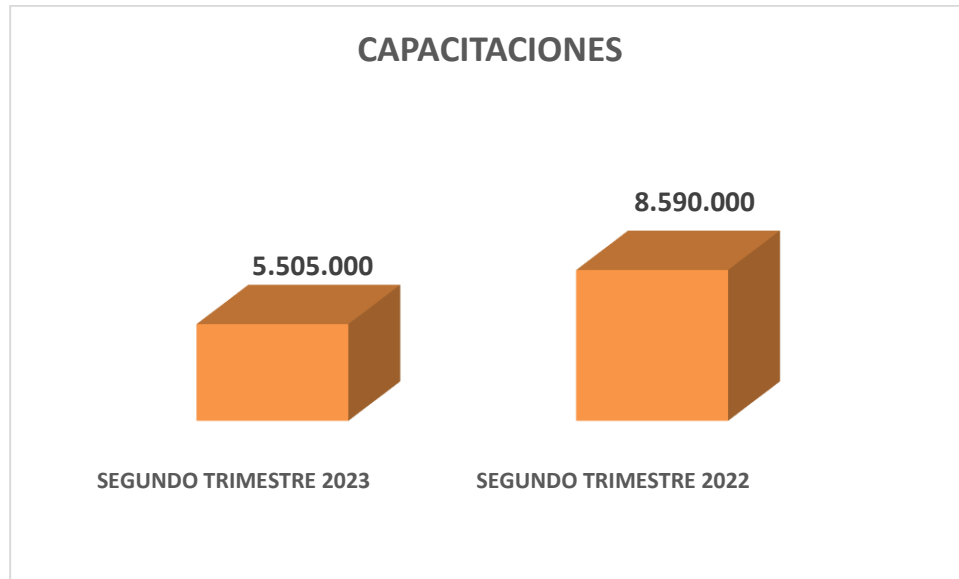 CAPACITACIONES
8.590.000
5.505.000
SEGUNDO TRIMESTRE 2023
SEGUNDO TRIMESTRE 2022